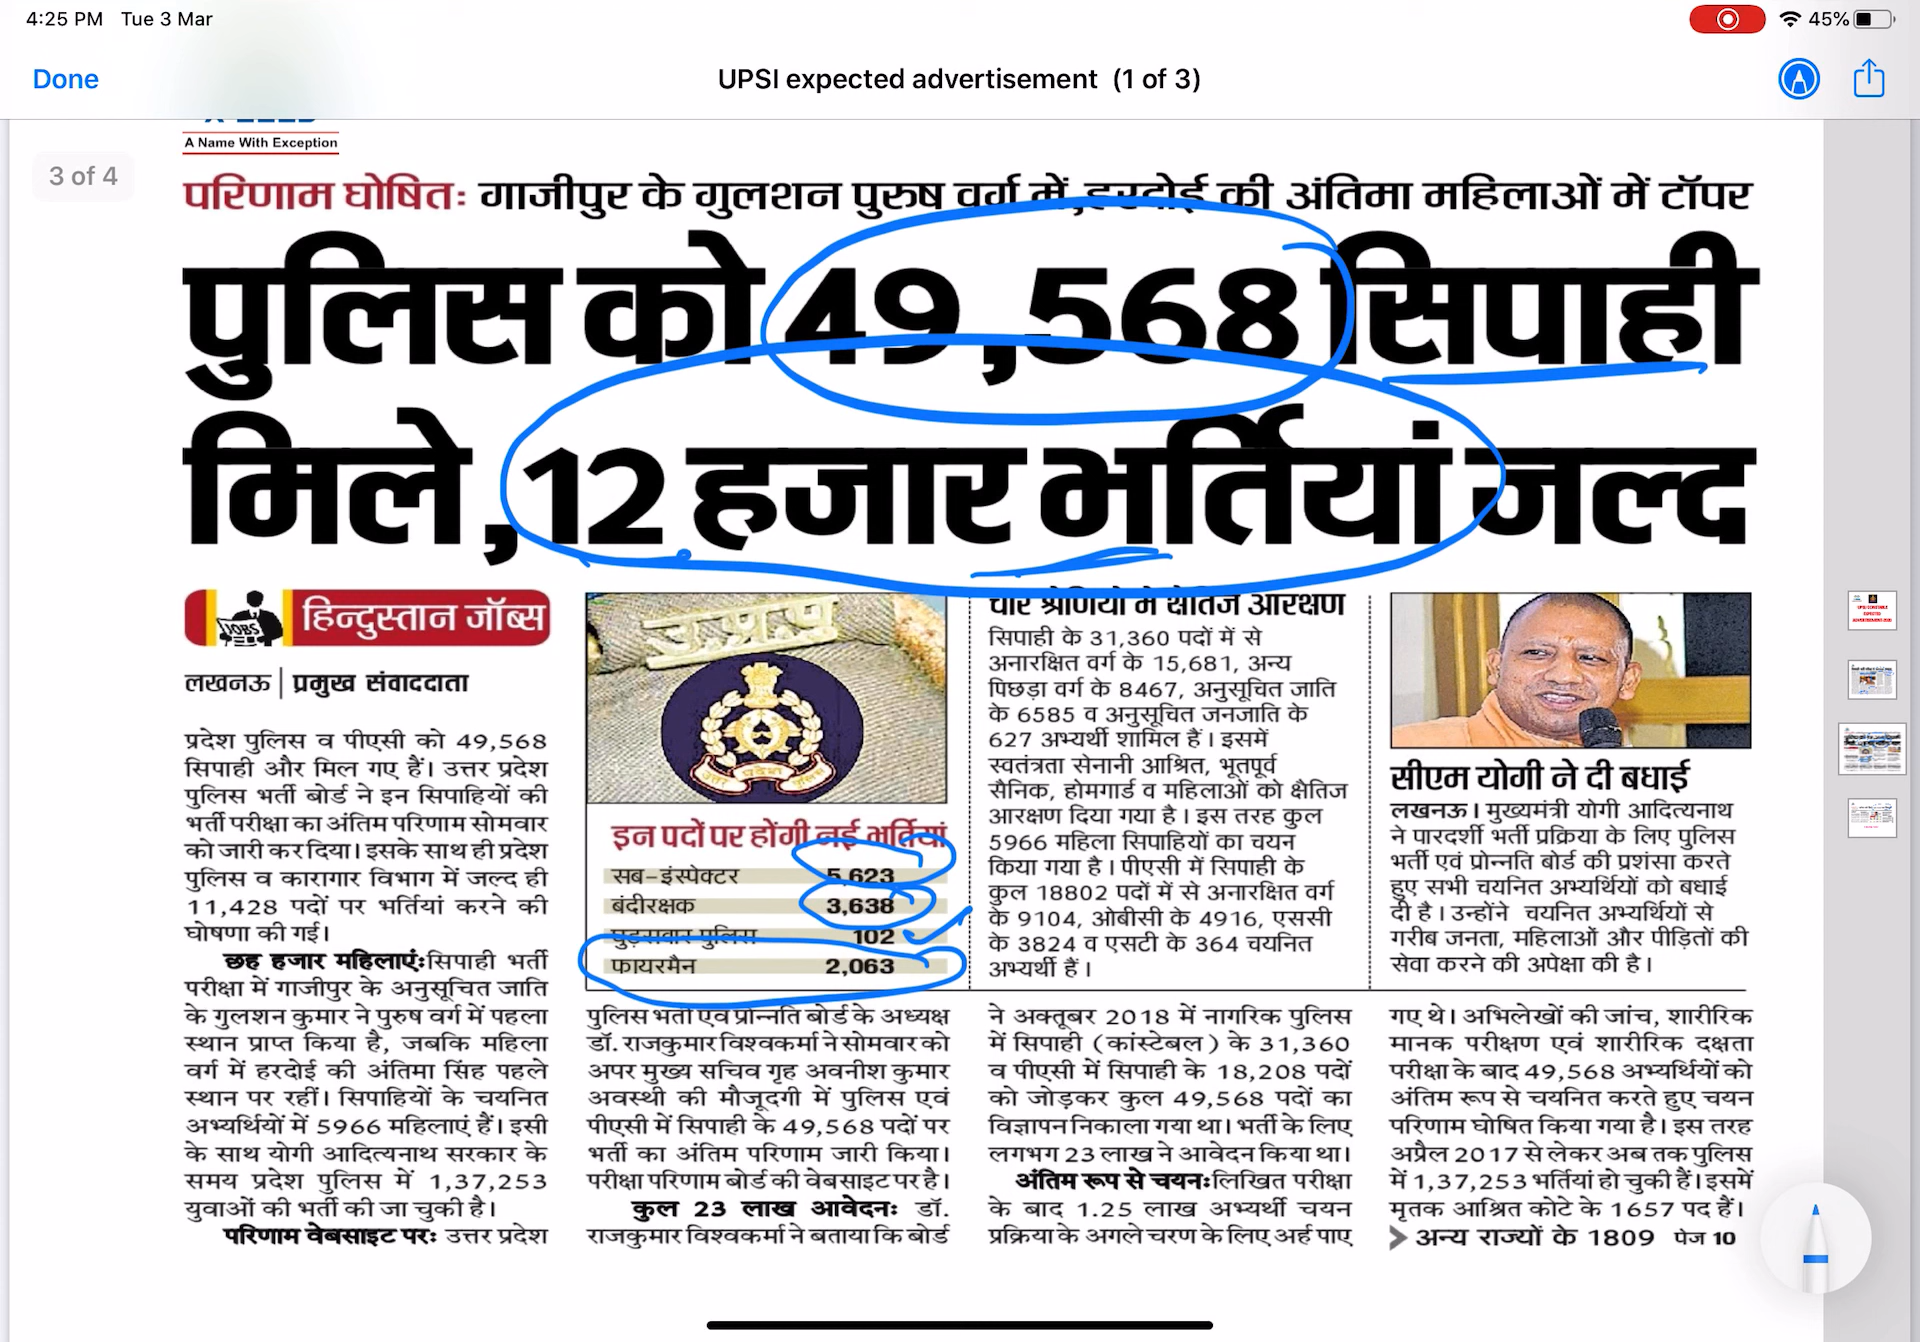 4:25 PM Tue 3 Mar
45%
Done
UPSI expected advertisement (1 of 3)
A Name With Exception
3 of 4
परिणाम घोषितः गाजीपुर के गुलशन पुरुष वर्ग में,हरदोई की अंतिमा महिलाओं में टॉपर
पुलिस को 49,568 सिपाही
मिले,12 हजार भर्तियां जल्द
JOBS
हिन्दुस्तान जॉब्स
लखनऊ | प्रमुख संवाददाता
प्रदेश पुलिस व पीएसी को 49,568
सिपाही और मिल गए हैं। उत्तर प्रदेश
पुलिस भर्ती बोर्ड ने इन सिपाहियों की
भर्ती परीक्षा का अंतिम परिणाम सोमवार
को जारी कर दिया। इसके साथ ही प्रदेश
पुलिस व कारागार विभाग में जल्द ही
11,428 पदों पर भर्तियां करने की
घोषणा की गई।
छह हजार महिलाएंः सिपाही भर्ती
परीक्षा में गाजीपुर के अनुसूचित जाति
के गुलशन कुमार ने पुरुष वर्ग में पहला
स्थान प्राप्त किया है, जबकि महिला
वर्ग में हरदोई की अंतिमा सिंह पहले
स्थान पर रहीं। सिपाहियों के चयनित
अभ्यर्थियों में 5966 महिलाएं हैं। इसी
के साथ योगी आदित्यनाथ सरकार के
समय प्रदेश पुलिस में 1,37,253
युवाओं की भर्ती की जा चुकी है।
परिणाम वेबसाइट परः उत्तर प्रदेश
उ०प्र०पु
उत्तर प्रदेश पुलिस
इन पदों पर होंगी नई भर्तियां
सब-इंस्पेक्टर 5,623
बंदीरक्षक 3,638
घुड़सवार पुलिस 102
फायरमैन 2,063
पुलिस भर्ती एवं प्रोन्नति बोर्ड के अध्यक्ष
डॉ. राजकुमार विश्वकर्मा ने सोमवार को
अपर मुख्य सचिव गृह अवनीश कुमार
अवस्थी की मौजूदगी में पुलिस एवं
पीएसी में सिपाही के 49,568 पदों पर
भर्ती का अंतिम परिणाम जारी किया।
परीक्षा परिणाम बोर्ड की वेबसाइट पर है।
कुल 23 लाख आवेदनः डॉ.
राजकुमार विश्वकर्मा ने बताया कि बोर्ड
चार श्रेणियों में क्षैतिज आरक्षण
सिपाही के 31,360 पदों में से
अनारक्षित वर्ग के 15,681, अन्य
पिछड़ा वर्ग के 8467, अनुसूचित जाति
के 6585 व अनुसूचित जनजाति के
627 अभ्यर्थी शामिल हैं। इसमें
स्वतंत्रता सेनानी आश्रित, भूतपूर्व
सैनिक, होमगार्ड व महिलाओं को क्षैतिज
आरक्षण दिया गया है। इस तरह कुल
5966 महिला सिपाहियों का चयन
किया गया है। पीएसी में सिपाही के
कुल 18802 पदों में से अनारक्षित वर्ग
के 9104, ओबीसी के 4916, एससी
के 3824 व एसटी के 364 चयनित
अभ्यर्थी हैं।
ने अक्तूबर 2018 में नागरिक पुलिस
में सिपाही (कांस्टेबल) के 31,360
व पीएसी में सिपाही के 18,208 पदों
को जोड़कर कुल 49,568 पदों का
विज्ञापन निकाला गया था। भर्ती के लिए
लगभग 23 लाख ने आवेदन किया था।
अंतिम रूप से चयनः लिखित परीक्षा
के बाद 1.25 लाख अभ्यर्थी चयन
प्रक्रिया के अगले चरण के लिए अर्ह पाए
सीएम योगी ने दी बधाई
लखनऊ। मुख्यमंत्री योगी आदित्यनाथ
ने पारदर्शी भर्ती प्रक्रिया के लिए पुलिस
भर्ती एवं प्रोन्नति बोर्ड की प्रशंसा करते
हुए सभी चयनित अभ्यर्थियों को बधाई
दी है। उन्होंने चयनित अभ्यर्थियों से
गरीब जनता, महिलाओं और पीड़ितों की
सेवा करने की अपेक्षा की है।
गए थे। अभिलेखों की जांच, शारीरिक
मानक परीक्षण एवं शारीरिक दक्षता
परीक्षा के बाद 49,568 अभ्यर्थियों को
अंतिम रूप से चयनित करते हुए चयन
परिणाम घोषित किया गया है। इस तरह
अप्रैल 2017 से लेकर अब तक पुलिस
में 1,37,253 भर्तियां हो चुकी हैं। इसमें
मृतक आश्रित कोटे के 1657 पद हैं।
अन्य राज्यों के 1809 पेज 10